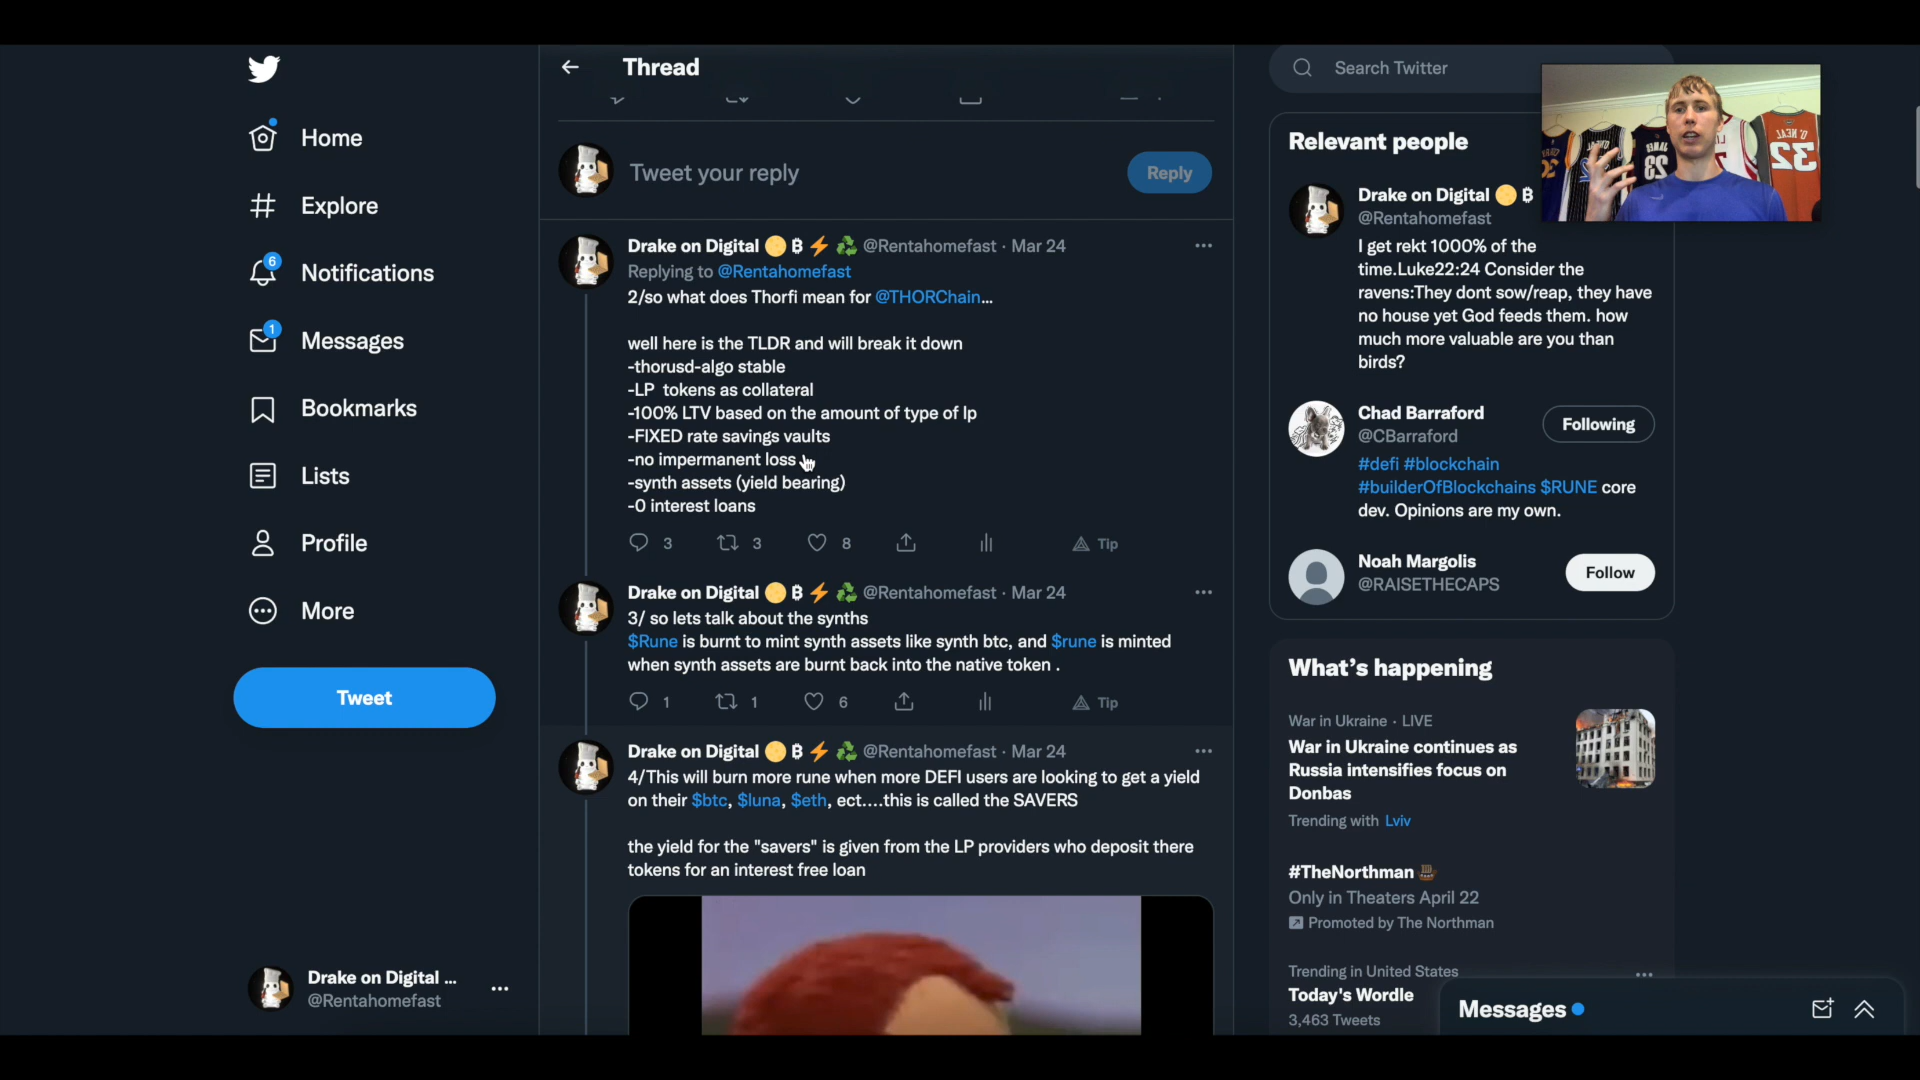 Home
Explore
6
Notifications
1
Messages
Bookmarks
Lists
Profile
More
Tweet
Drake on Digital ...
@Rentahomefast
Thread
Tweet your reply
Reply
Drake on Digital @Rentahomefast · Mar 24
Replying to @Rentahomefast
2/so what does Thorfi mean for @THORChain...
well here is the TLDR and will break it down
-thorusd-algo stable
-LP tokens as collateral
-100% LTV based on the amount of type of lp
-FIXED rate savings vaults
-no impermanent loss
-synth assets (yield bearing)
-0 interest loans
3 3 8 Tip
Drake on Digital @Rentahomefast · Mar 24
3/ so lets talk about the synths
$Rune is burnt to mint synth assets like synth btc, and $rune is minted
when synth assets are burnt back into the native token .
1 1 6 Tip
Drake on Digital @Rentahomefast · Mar 24
4/This will burn more rune when more DEFI users are looking to get a yield
on their $btc, $luna, $eth, ect....this is called the SAVERS
the yield for the "savers" is given from the LP providers who deposit there
tokens for an interest free loan
Search Twitter
Relevant people
Drake on Digital
@Rentahomefast
I get rekt 1000% of the
time.Luke22:24 Consider the
ravens:They dont sow/reap, they have
no house yet God feeds them. how
much more valuable are you than
birds?
Chad Barraford
@CBarraford
Following
#defi #blockchain
#builderOfBlockchains $RUNE core
dev. Opinions are my own.
Noah Margolis
@RAISETHECAPS
Follow
What's happening
War in Ukraine · LIVE
War in Ukraine continues as
Russia intensifies focus on
Donbas
Trending with Lviv
#TheNorthman
Only in Theaters April 22
Promoted by The Northman
Trending in United States
Today's Wordle
3,463 Tweets
Messages
O'NEAL
32
23